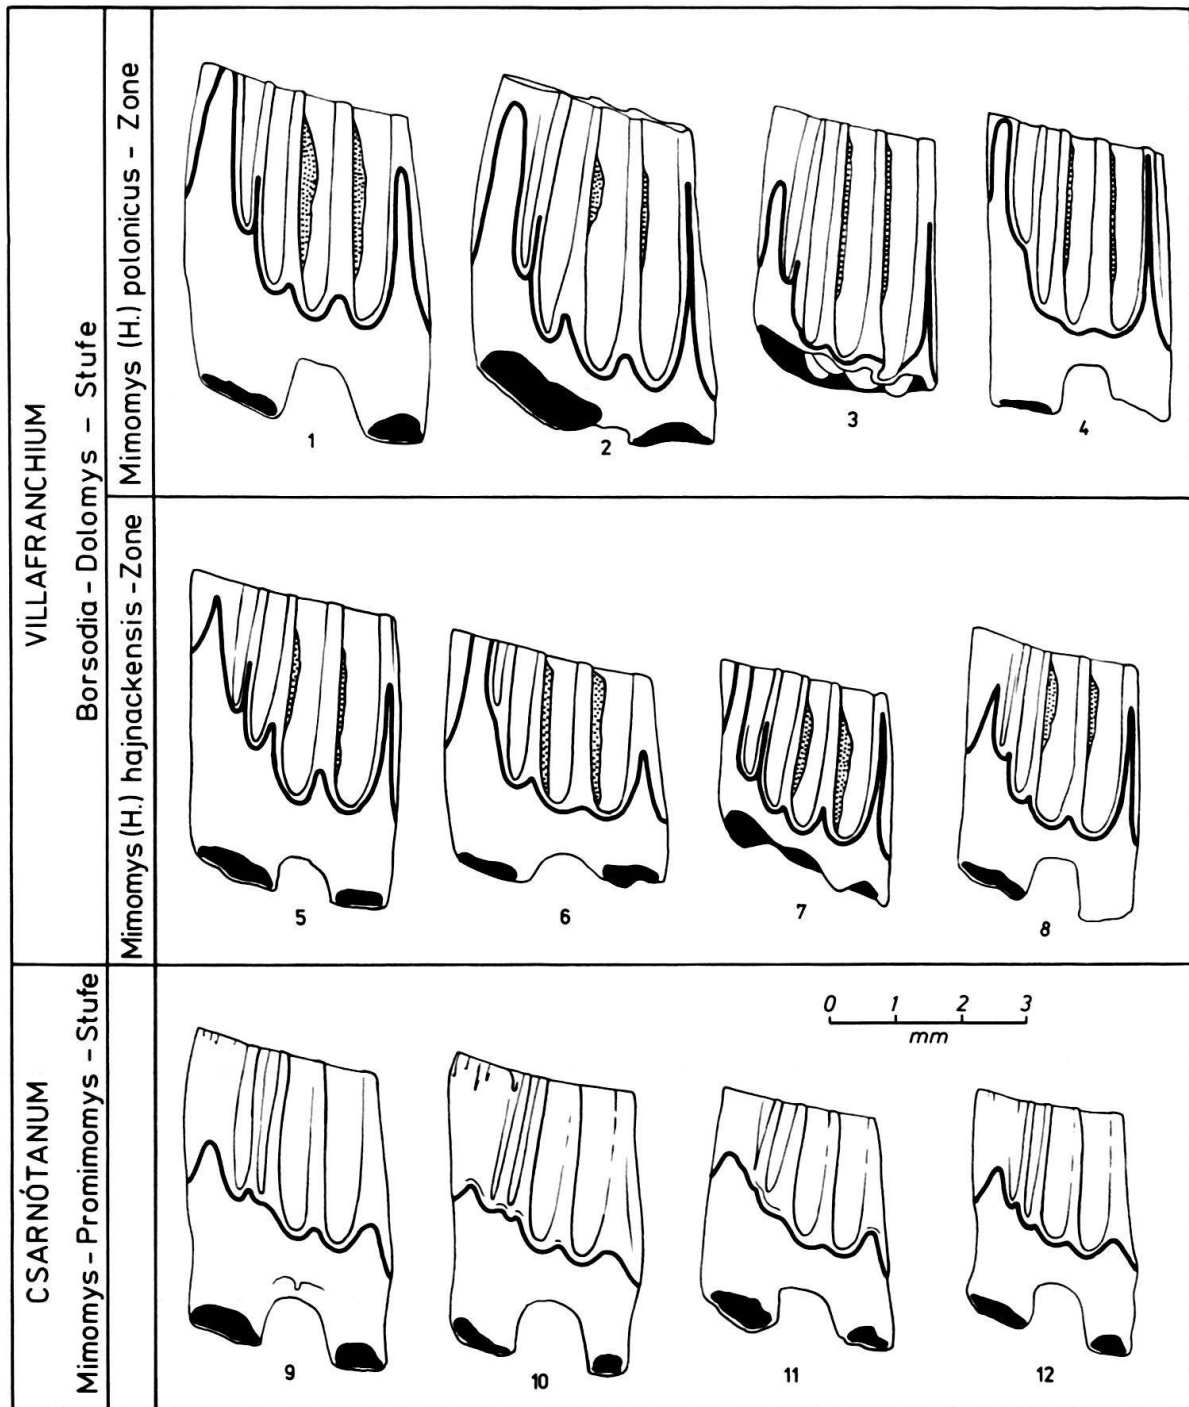 VILLAFRANCHIUM
Borsodia - Dolomys - Stufe
Mimomys (H.) polonicus - Zone
1
2
3
4
Mimomys (H.) hajnackensis - Zone
5
6
7
8
CSARNÓTANUM
Mimomys - Promimomys - Stufe
0 1 2 3
mm
9
10
11
12